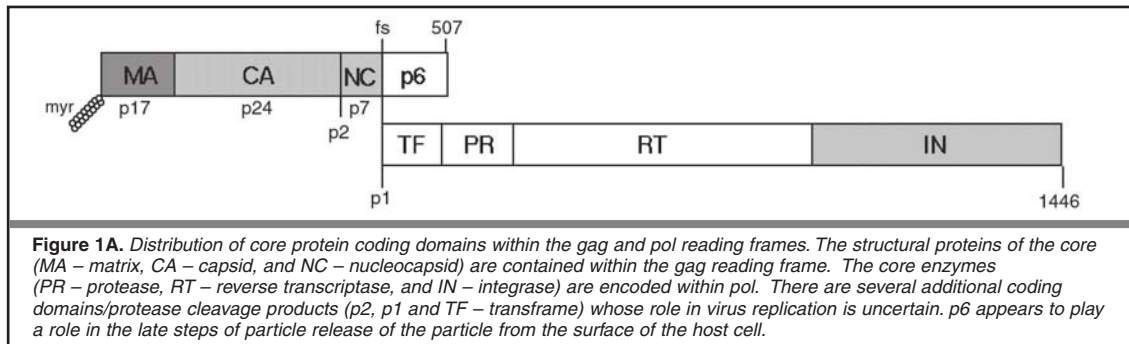 fs 507
MA CA NC p6
myr p17 p24 p7
p2
TF PR RT IN
p1
1446
Figure 1A. Distribution of core protein coding domains within the gag and pol reading frames. The structural proteins of the core
(MA – matrix, CA – capsid, and NC – nucleocapsid) are contained within the gag reading frame. The core enzymes
(PR – protease, RT – reverse transcriptase, and IN – integrase) are encoded within pol. There are several additional coding
domains/protease cleavage products (p2, p1 and TF – transframe) whose role in virus replication is uncertain. p6 appears to play
a role in the late steps of particle release of the particle from the surface of the host cell.